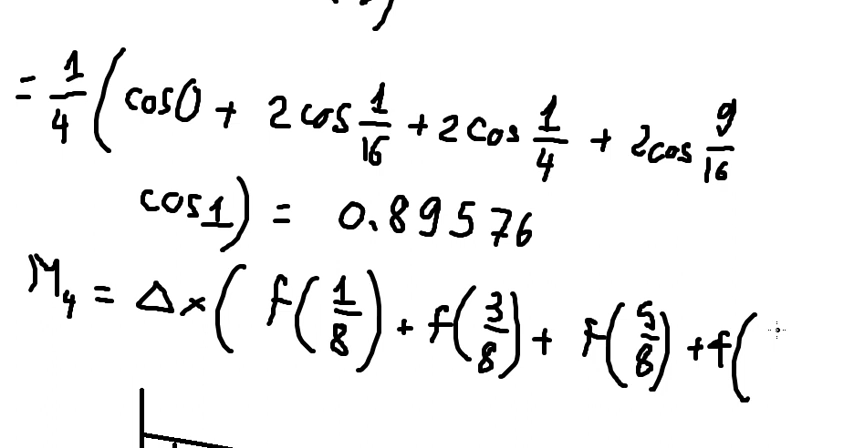 = 1/4 ( cos0 + 2cos 1/16 + 2cos 1/4 + 2cos 9/16
cos1) = 0.89576
M₄ = Δx ( f(1/8) + f(3/8) + f(5/8) + f(